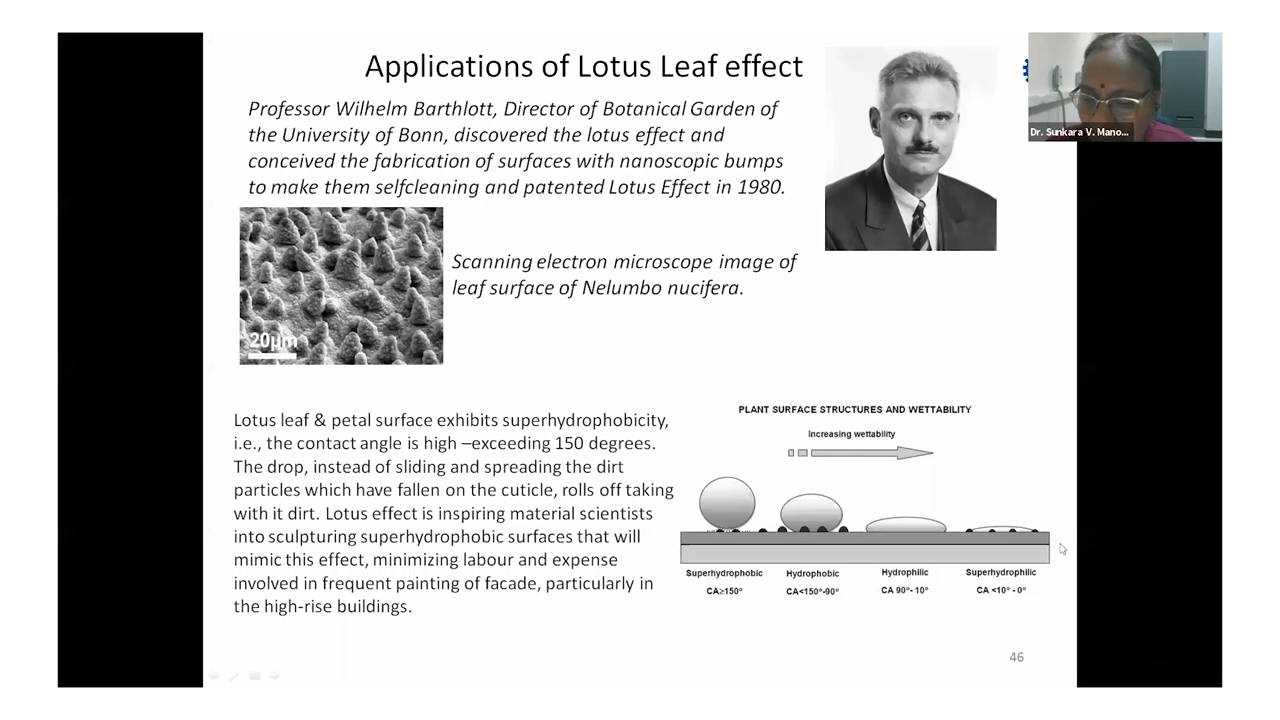 Applications of Lotus Leaf effect
Professor Wilhelm Barthlott, Director of Botanical Garden of
the University of Bonn, discovered the lotus effect and
conceived the fabrication of surfaces with nanoscopic bumps
to make them selfcleaning and patented Lotus Effect in 1980.
Dr. Sunkara V. Mano...
20µm
Scanning electron microscope image of
leaf surface of Nelumbo nucifera.
Lotus leaf & petal surface exhibits superhydrophobicity,
i.e., the contact angle is high –exceeding 150 degrees.
The drop, instead of sliding and spreading the dirt
particles which have fallen on the cuticle, rolls off taking
with it dirt. Lotus effect is inspiring material scientists
into sculpturing superhydrophobic surfaces that will
mimic this effect, minimizing labour and expense
involved in frequent painting of facade, particularly in
the high-rise buildings.
PLANT SURFACE STRUCTURES AND WETTABILITY
Increasing wettability
Superhydrophobic Hydrophobic Hydrophilic Superhydrophilic
CA≥150° CA<150°-90° CA 90°- 10° CA <10° - 0°
46